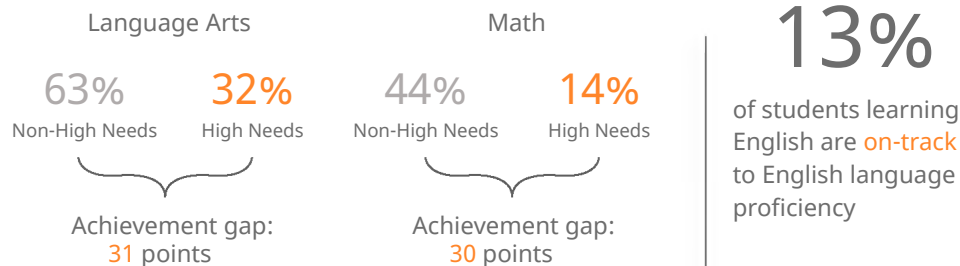 Language Arts
63%
Non-High Needs
32%
High Needs
Achievement gap:
31 points
Math
44%
Non-High Needs
14%
High Needs
Achievement gap:
30 points
13%
of students learning
English are on-track
to English language
proficiency